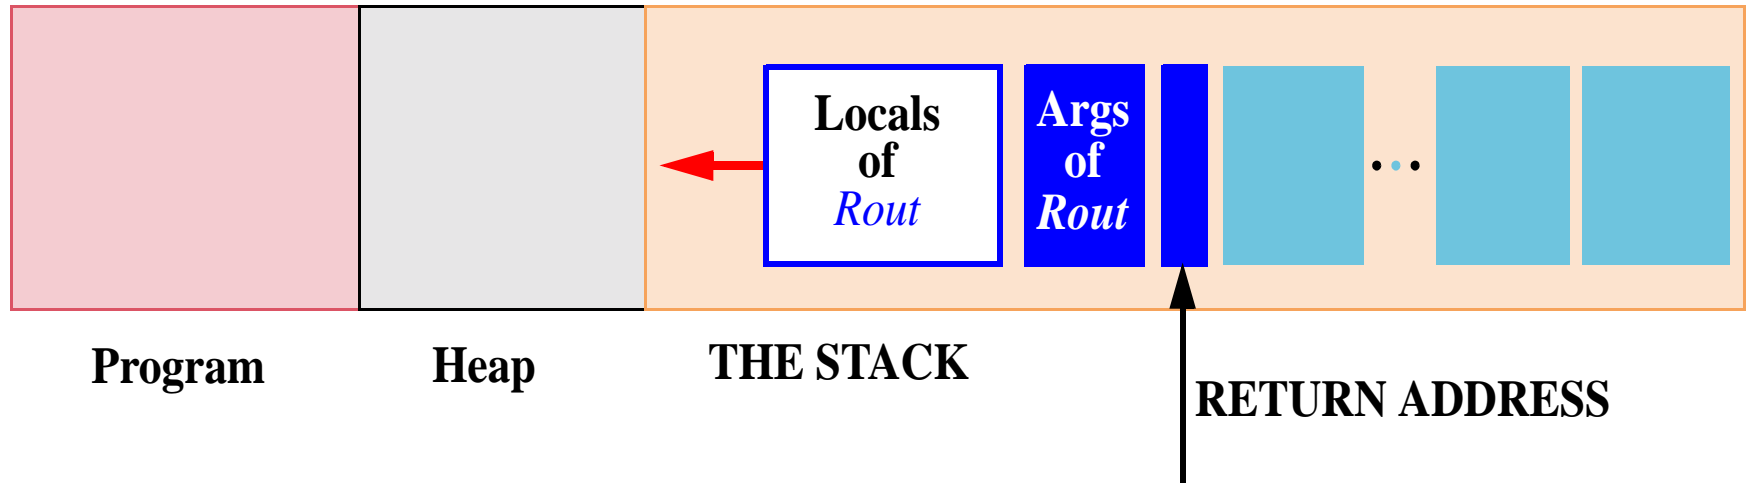 Locals
of
Rout
Args
of
Rout
Program
Heap
THE STACK
RETURN ADDRESS